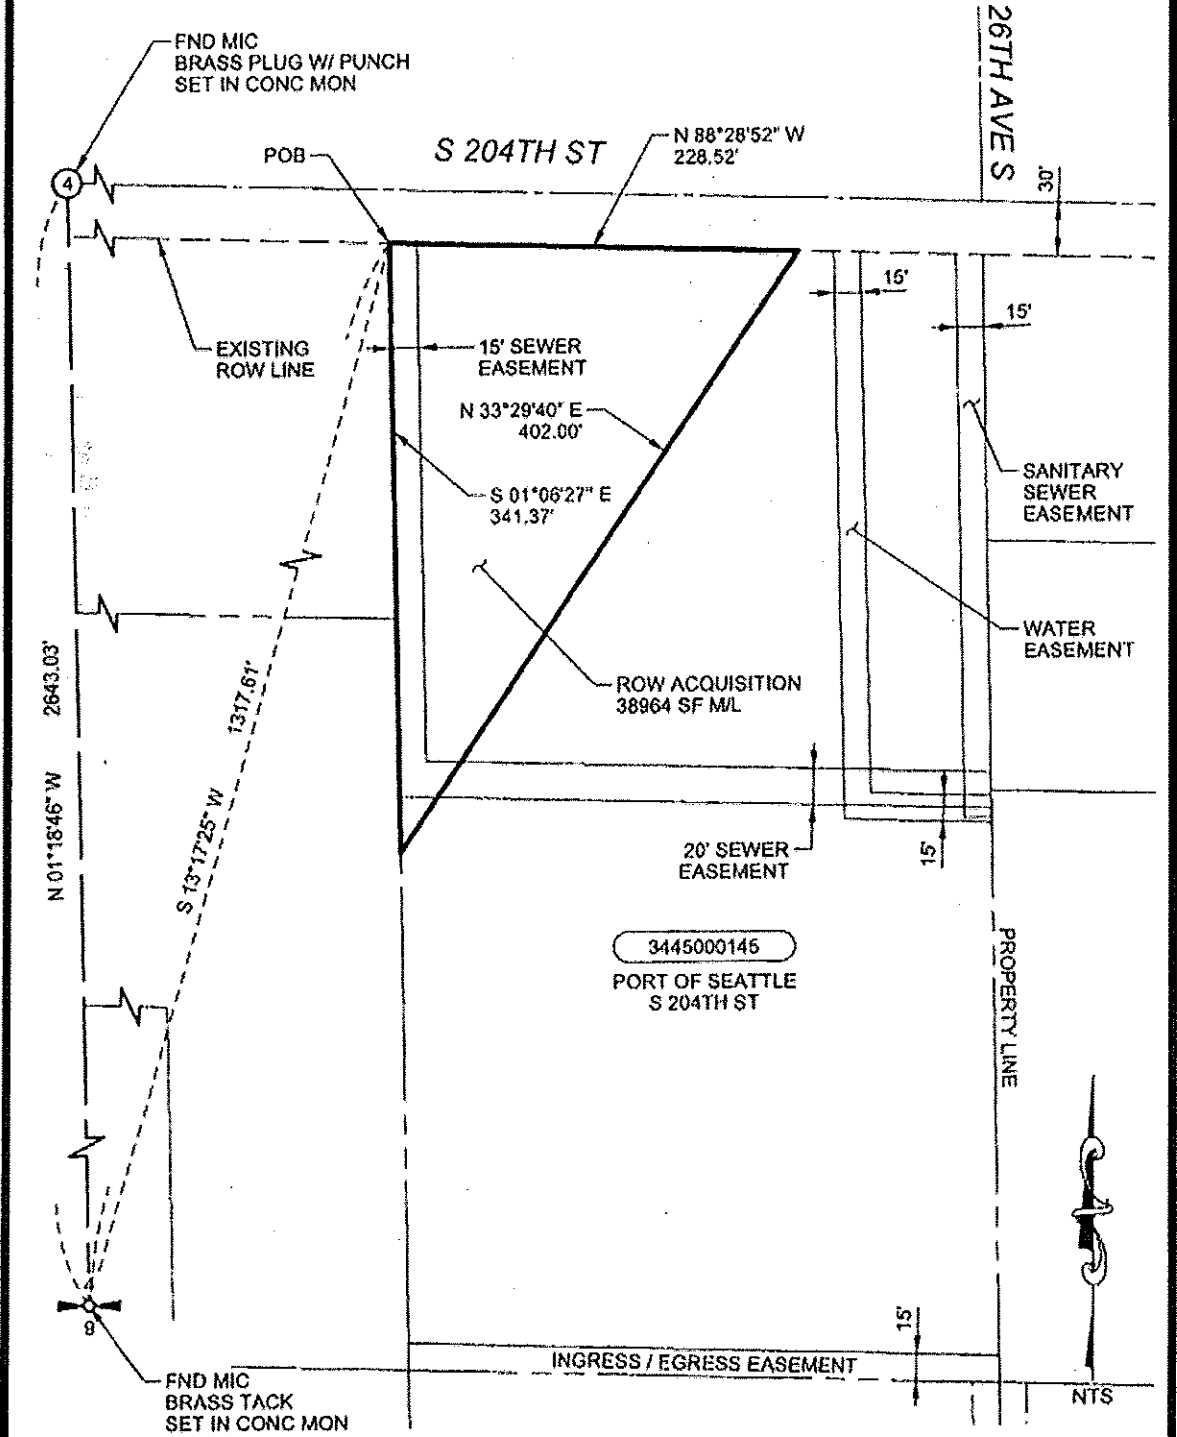 FND MIC
BRASS PLUG W/ PUNCH
SET IN CONC MON
26TH AVE S
POB
S 204TH ST
N 88°28'52" W
228.52'
4
30'
15'
15'
EXISTING
ROW LINE
15' SEWER
EASEMENT
N 33°29'40" E
402.00'
S 01°06'27" E
341.37'
SANITARY
SEWER
EASEMENT
WATER
EASEMENT
ROW ACQUISITION
38964 SF M/L
N 01°18'46" W 2643.03'
S 13°17'25" W 1317.61'
20' SEWER
EASEMENT
15'
3445000145
PORT OF SEATTLE
S 204TH ST
PROPERTY LINE
4
9
15'
INGRESS / EGRESS EASEMENT
FND MIC
BRASS TACK
SET IN CONC MON
NTS